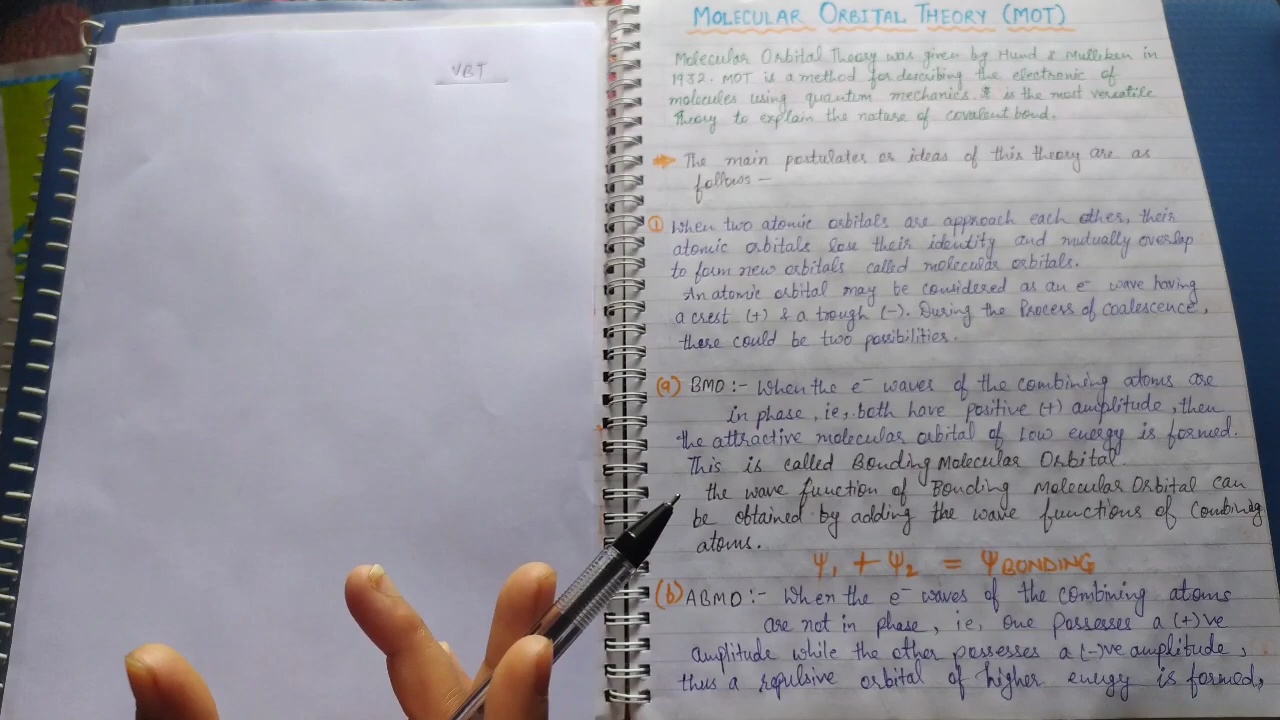 VBT
MOLECULAR ORBITAL THEORY (MOT)
Molecular Orbital Theory was given by Hund & Mulliken in
1932. MOT is a method for describing the electronic of
molecules using quantum mechanics. It is the most versatile
Theory to explain the nature of covalent bond.
The main postulates or ideas of this theory are as
follows —
① When two atomic orbitals are approach each other, their
atomic orbitals lose their identity and mutually overlap
to form new orbitals called molecular orbitals.
An atomic orbital may be considered as an e⁻ wave having
a crest (+) & a trough (-). During the Process of coalescence,
there could be two possibilities.
(a) BMO :- When the e⁻ waves of the combining atoms are
in phase, ie, both have positive (+) amplitude, then
the attractive molecular orbital of low energy is formed.
This is called Bonding Molecular Orbital.
the wave function of Bonding Molecular Orbital can
be obtained by adding the wave functions of Combining
atoms.
Ψ₁ + Ψ₂ = Ψ BONDING
(b) ABMO :- When the e⁻ waves of the combining atoms
are not in phase, ie, one possesses a (+)ve
amplitude while the other possesses a (-)ve amplitude,
thus a repulsive orbital of higher energy is formed,